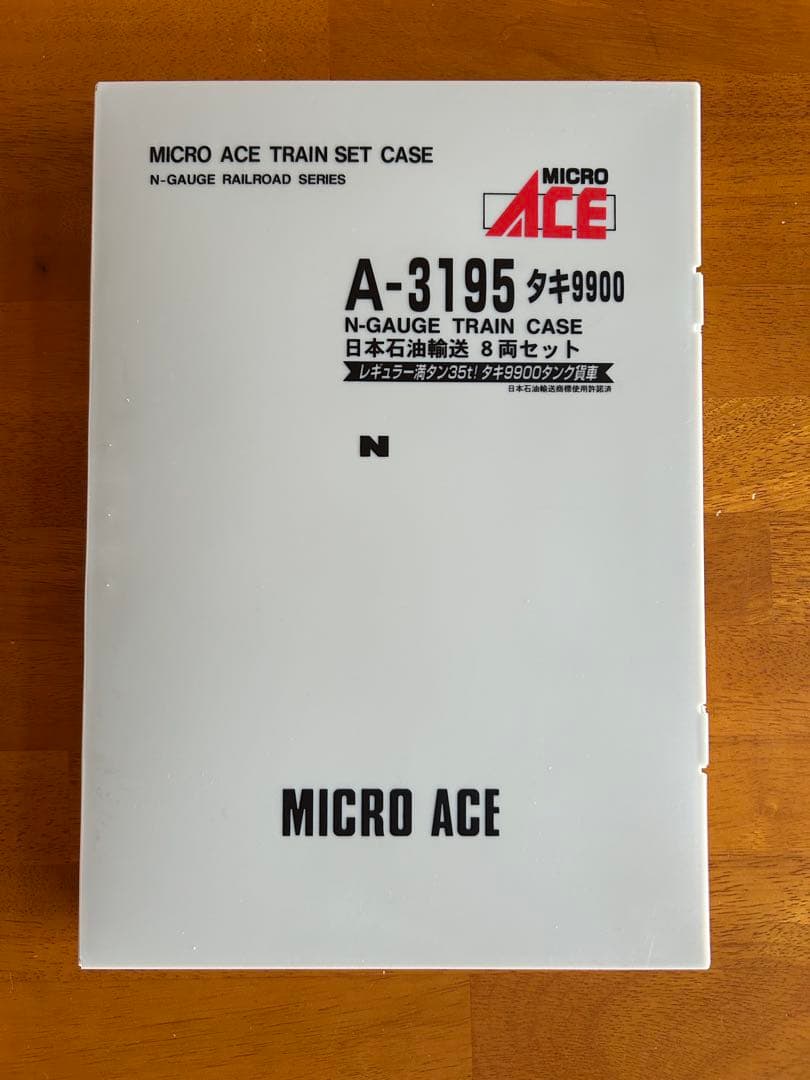 MICRO ACE TRAIN SET CASE
N-GAUGE RAILROAD SERIES
MICRO
ACE
A-3195 タキ9900
N-GAUGE TRAIN CASE
日本石油輸送 8両セット
レギュラー満タン35t! タキ9900タンク貨車
日本石油輸送商標使用許諾済
N
MICRO ACE